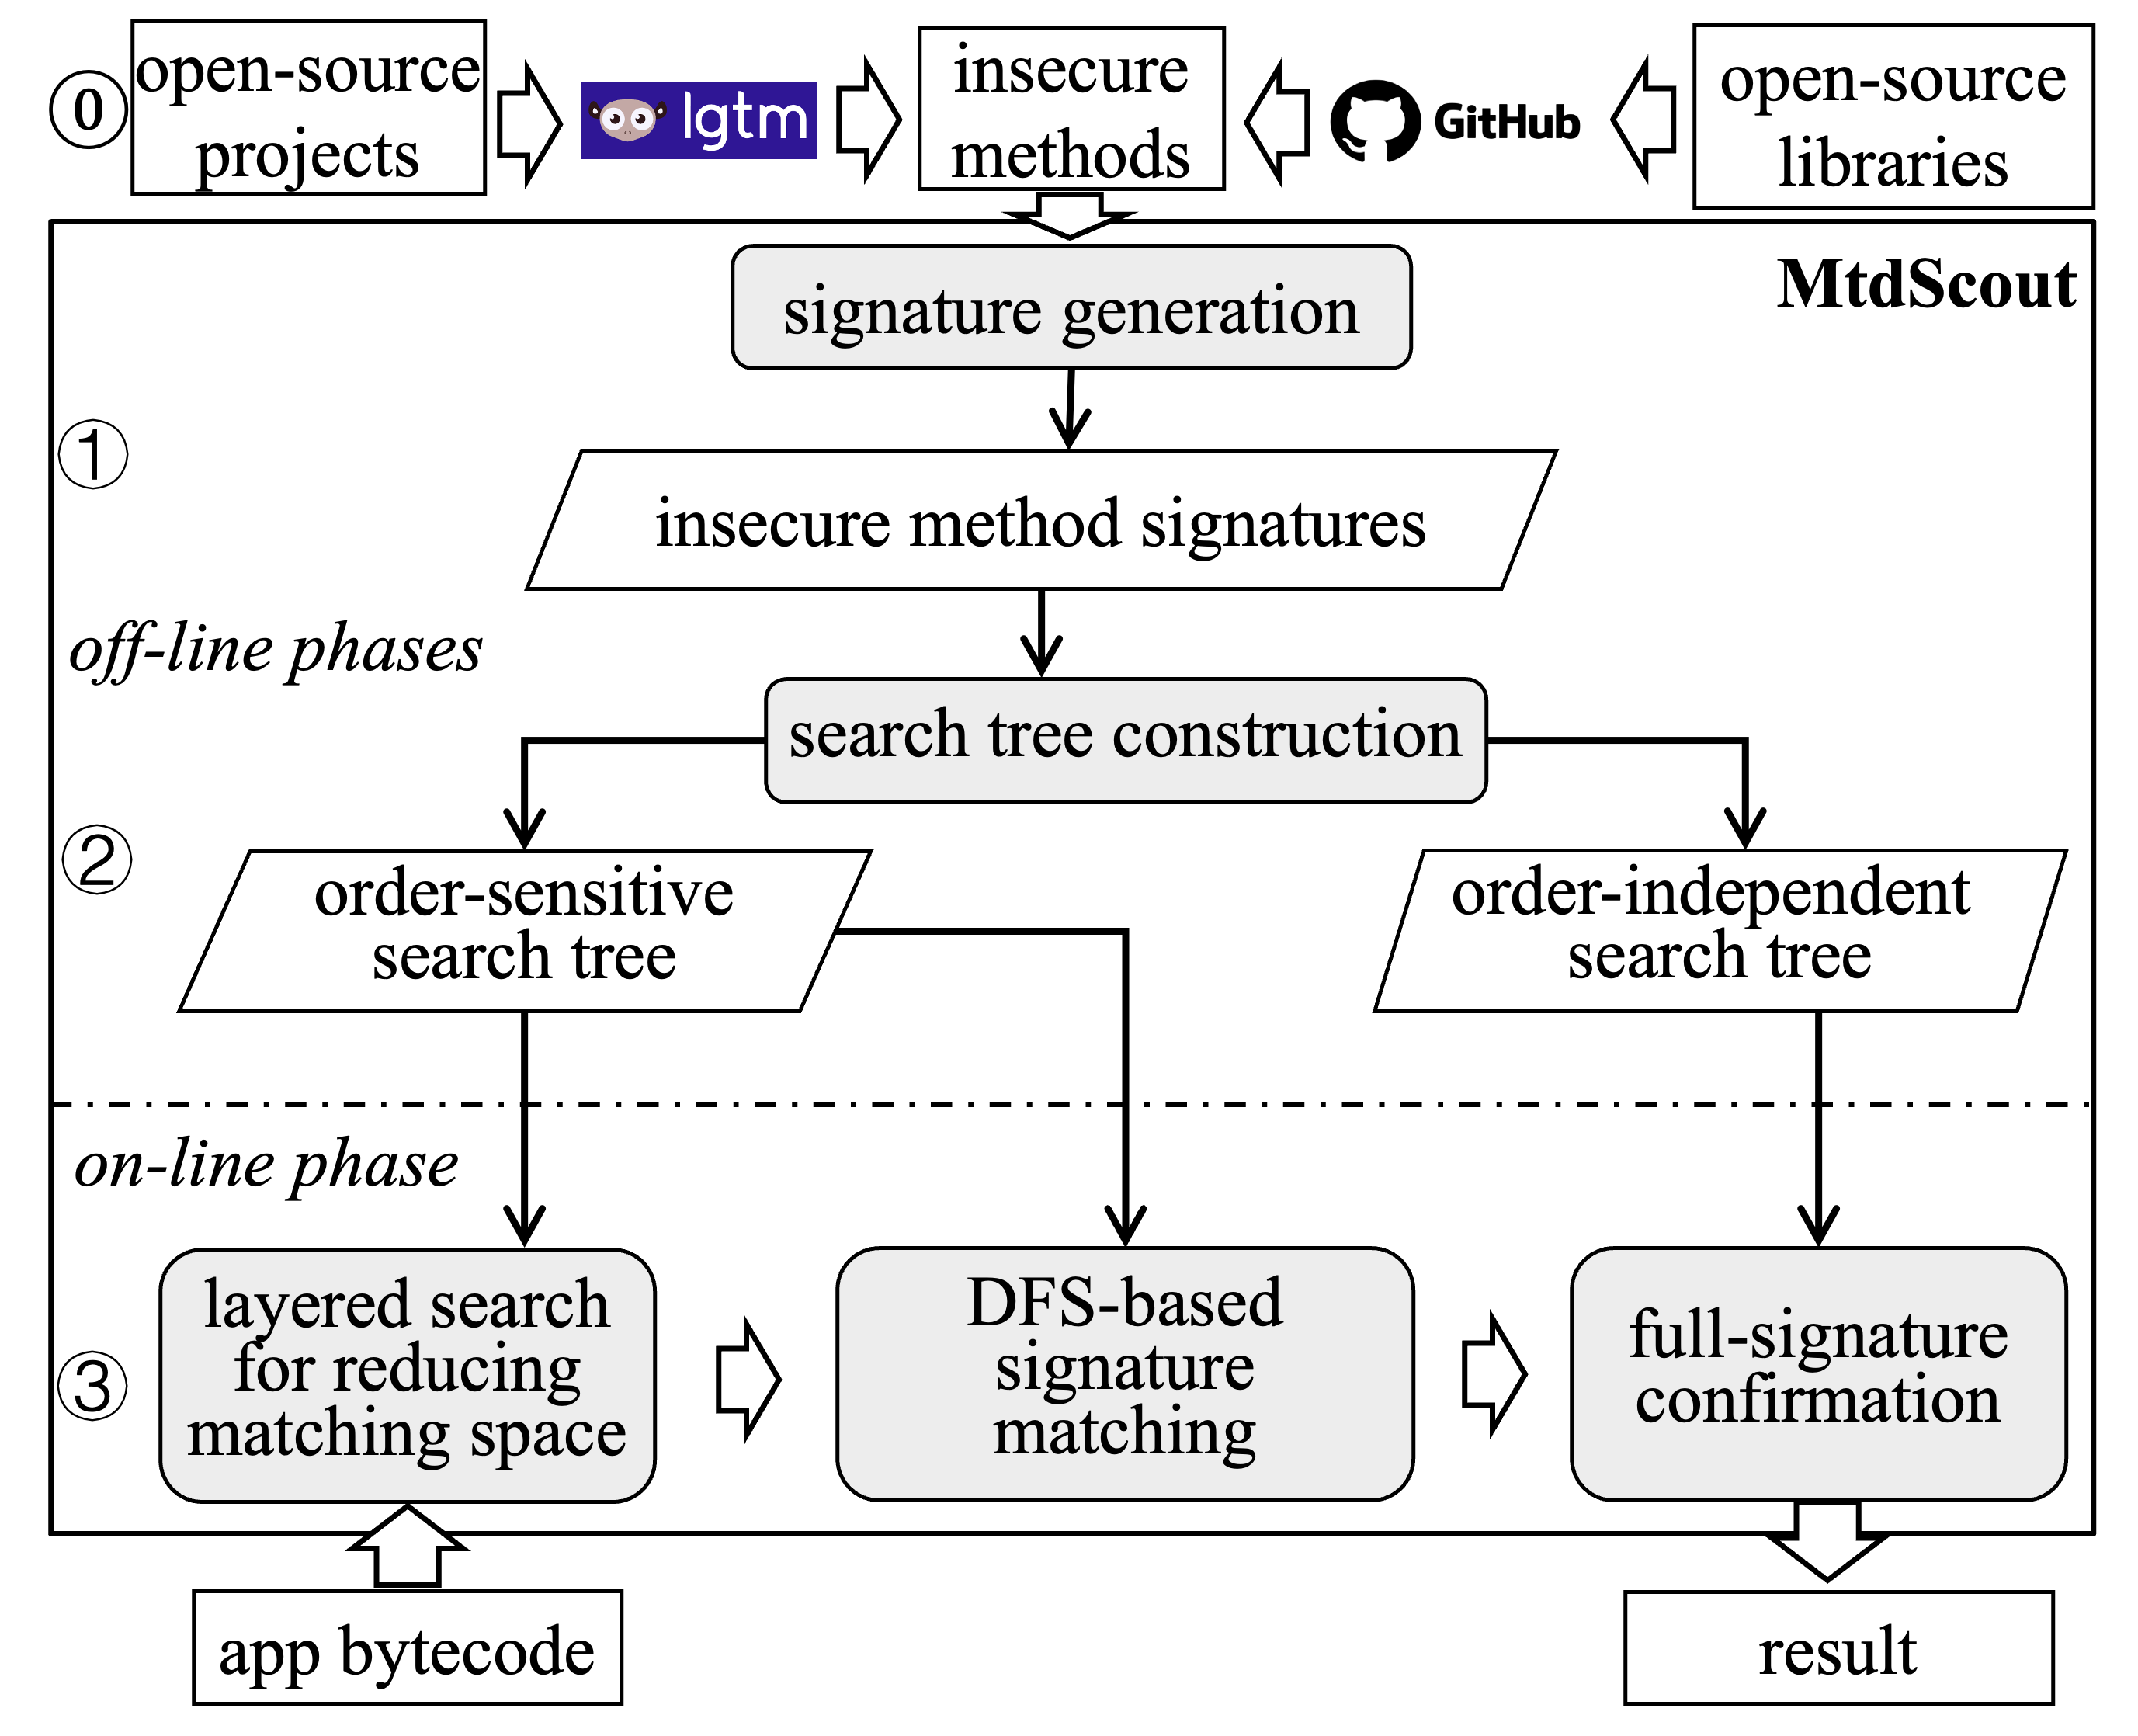 ⓪
open-source
projects
lgtm
insecure
methods
GitHub
open-source
libraries
MtdScout
signature generation
①
insecure method signatures
off-line phases
search tree construction
②
order-sensitive
search tree
order-independent
search tree
on-line phase
③
layered search
for reducing
matching space
DFS-based
signature
matching
full-signature
confirmation
app bytecode
result